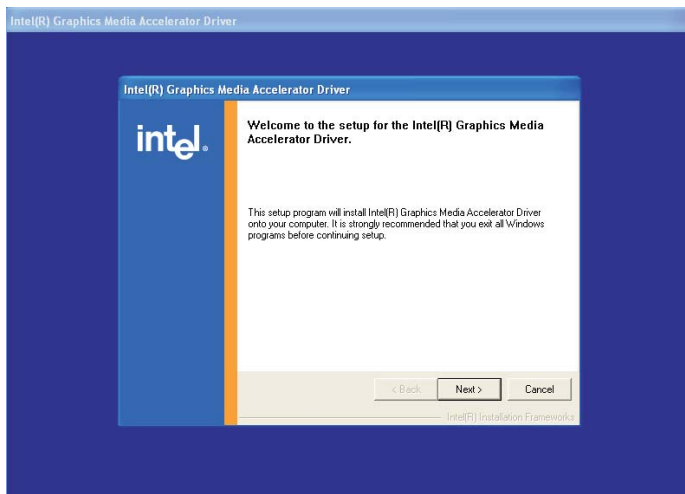 Intel(R) Graphics Media Accelerator Driver
Intel(R) Graphics Media Accelerator Driver
intel.
Welcome to the setup for the Intel(R) Graphics Media
Accelerator Driver.
This setup program will install Intel(R) Graphics Media Accelerator Driver
onto your computer. It is strongly recommended that you exit all Windows
programs before continuing setup.
< Back
Next >
Cancel
Intel(R) Installation Frameworks